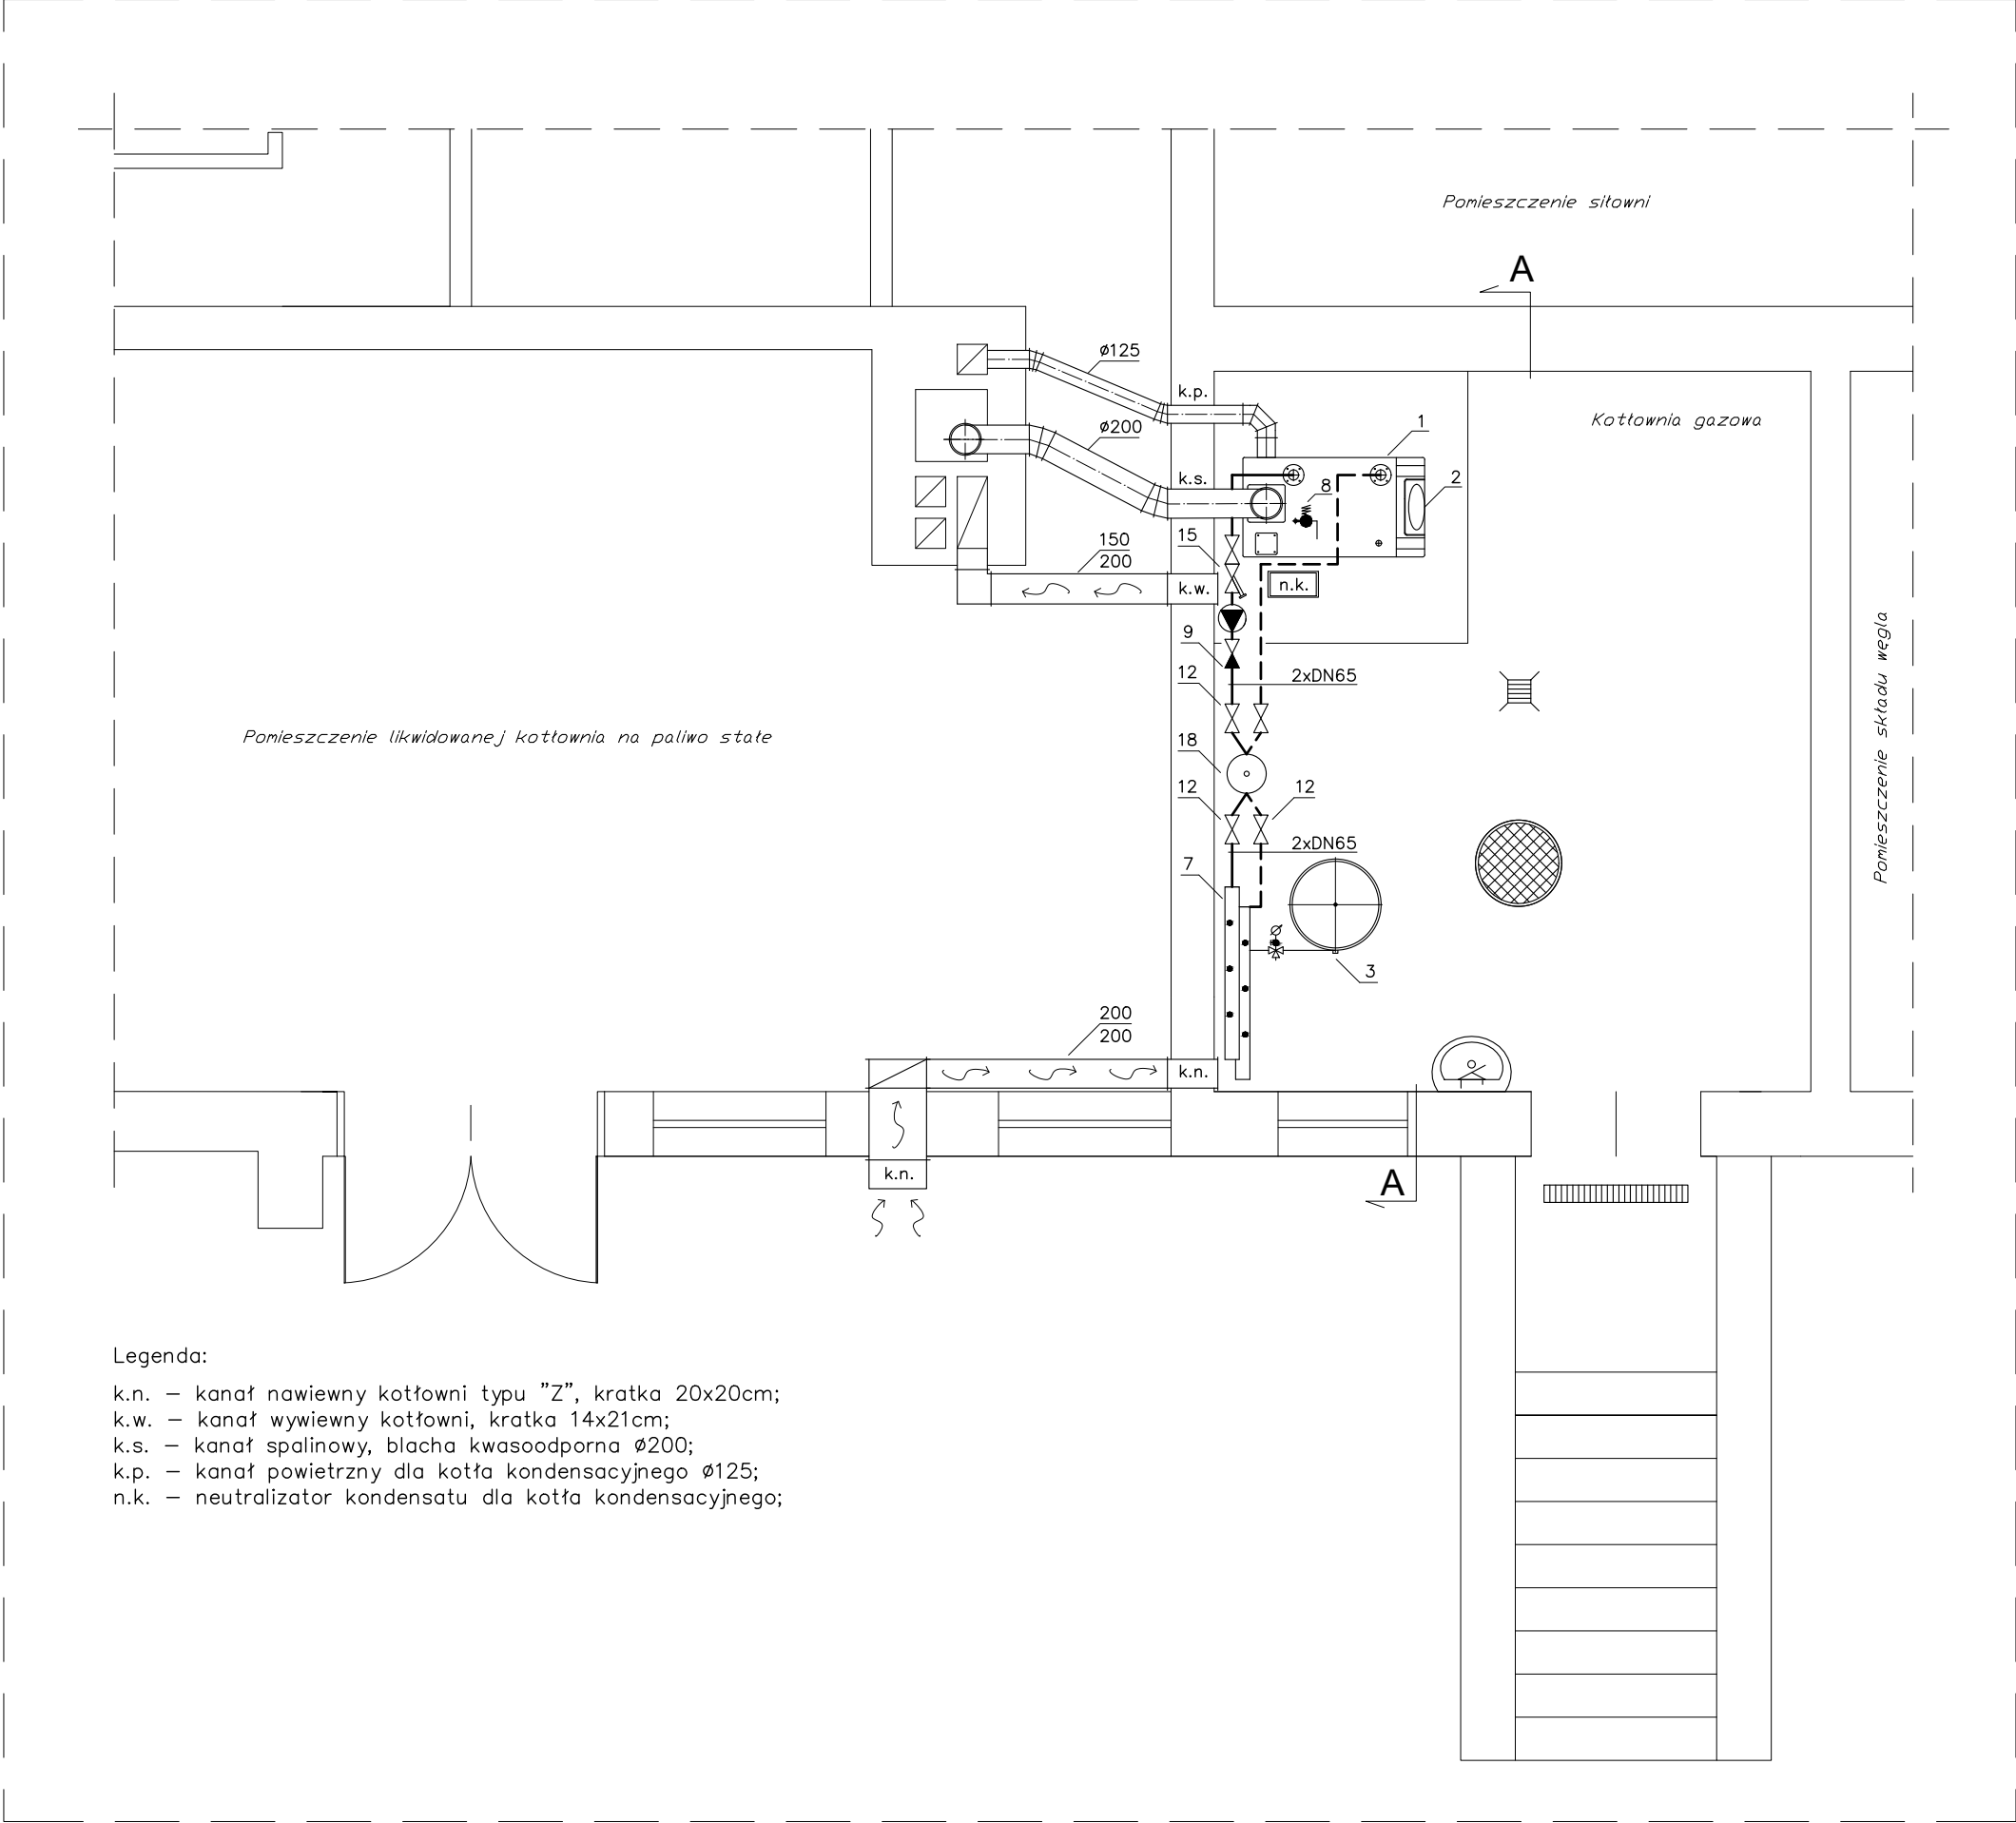 Pomieszczenie siłowni
A
ø125
k.p.
1
Kotłownia gazowa
ø200
k.s.
8
2
15
150
200
k.w.
n.k.
9
12
2xDN65
Pomieszczenie składu węgla
Pomieszczenie likwidowanej kotłownia na paliwo stałe
18
12
12
2xDN65
7
3
200
200
k.n.
k.n.
A
Legenda:
k.n. – kanał nawiewny kotłowni typu "Z", kratka 20x20cm;
k.w. – kanał wywiewny kotłowni, kratka 14x21cm;
k.s. – kanał spalinowy, blacha kwasoodporna ø200;
k.p. – kanał powietrzny dla kotła kondensacyjnego ø125;
n.k. – neutralizator kondensatu dla kotła kondensacyjnego;